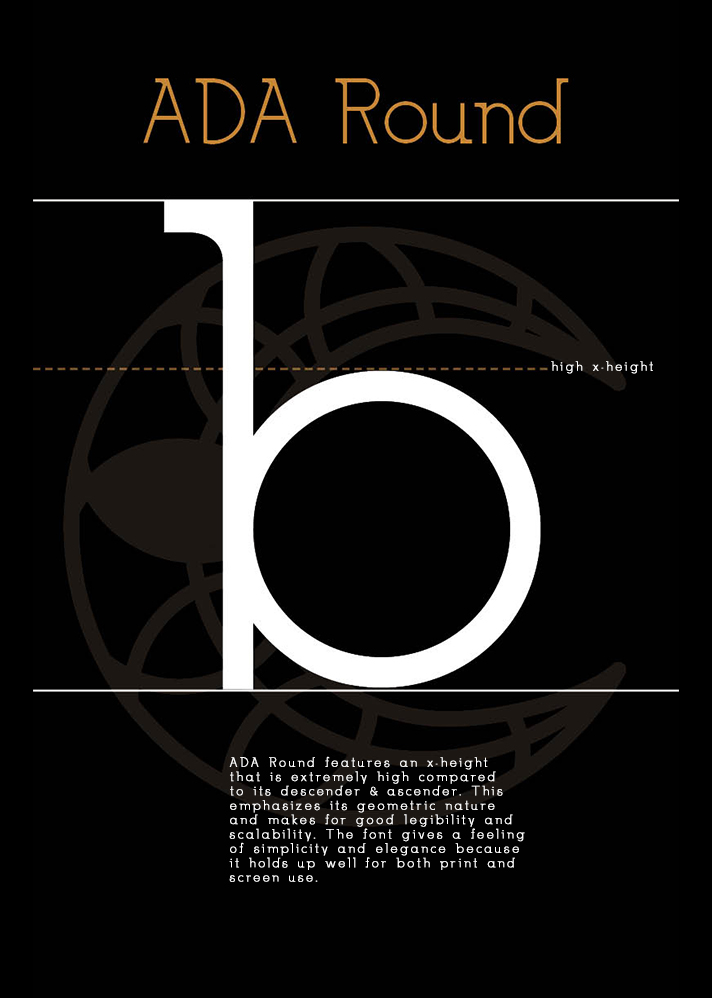 ADA Round
b
high x-height
ADA Round features an x-height
that is extremely high compared
to its descender & ascender. This
emphasizes its geometric nature
and makes for good legibility and
scalability. The font gives a feeling
of simplicity and elegance because
it holds up well for both print and
screen use.